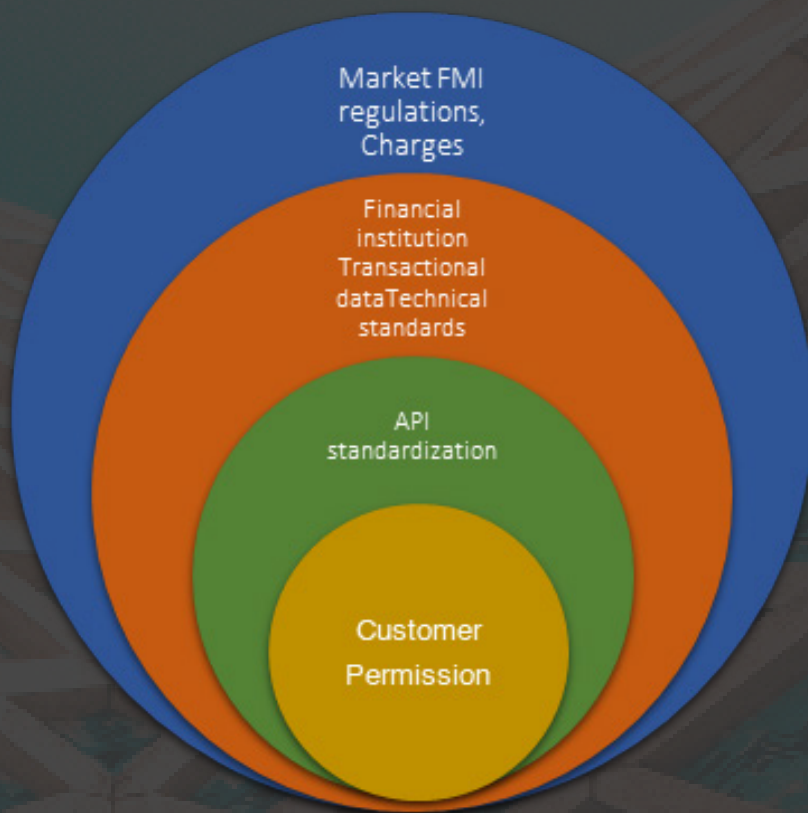 Market FMI
regulations,
Charges
Financial
institution
Transactional
dataTechnical
standards
API
standardization
Customer
Permission